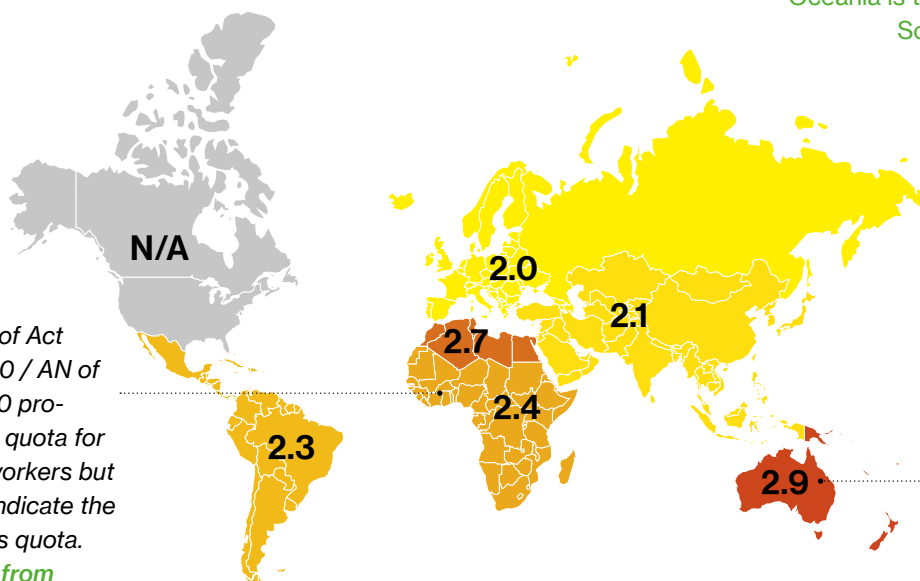 Oceania is t
So
N/A
2.0
2.1
2.7
2.4
2.3
2.9
of Act
0 / AN of
0 pro-
quota for
workers but
ndicate the
s quota.
from